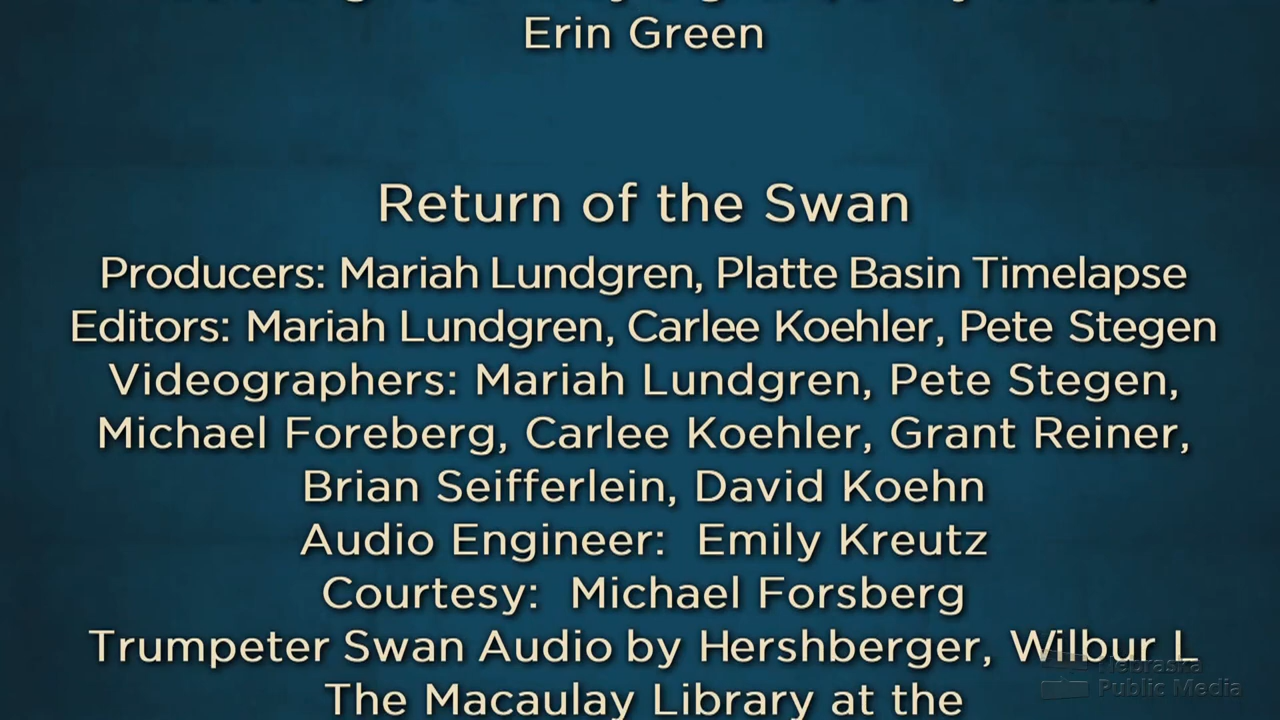 Erin Green
Return of the Swan
Producers: Mariah Lundgren, Platte Basin Timelapse
Editors: Mariah Lundgren, Carlee Koehler, Pete Stegen
Videographers: Mariah Lundgren, Pete Stegen,
Michael Foreberg, Carlee Koehler, Grant Reiner,
Brian Seifferlein, David Koehn
Audio Engineer: Emily Kreutz
Courtesy: Michael Forsberg
Trumpeter Swan Audio by Hershberger, Wilbur L
The Macaulay Library at the
Nebraska
Public Media